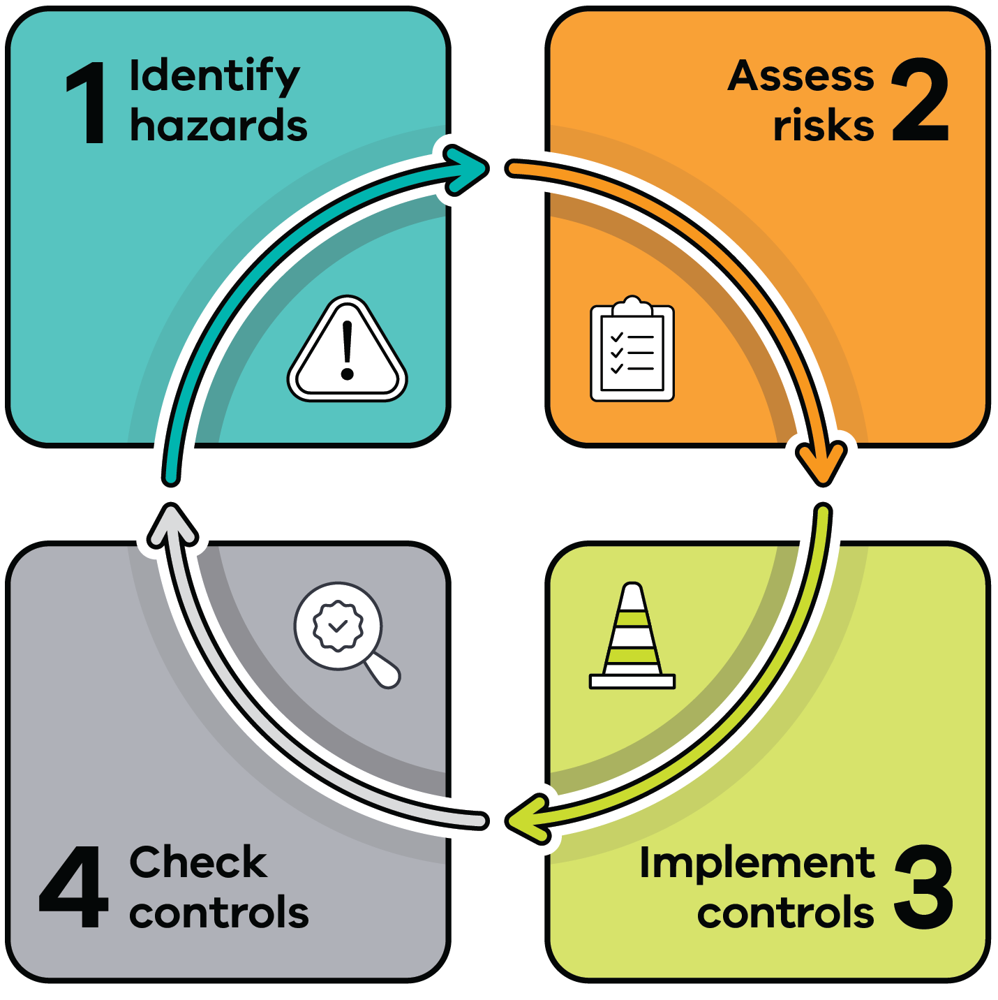 1 Identify
hazards
Assess 2
risks
Implement 3
controls
4 Check
controls